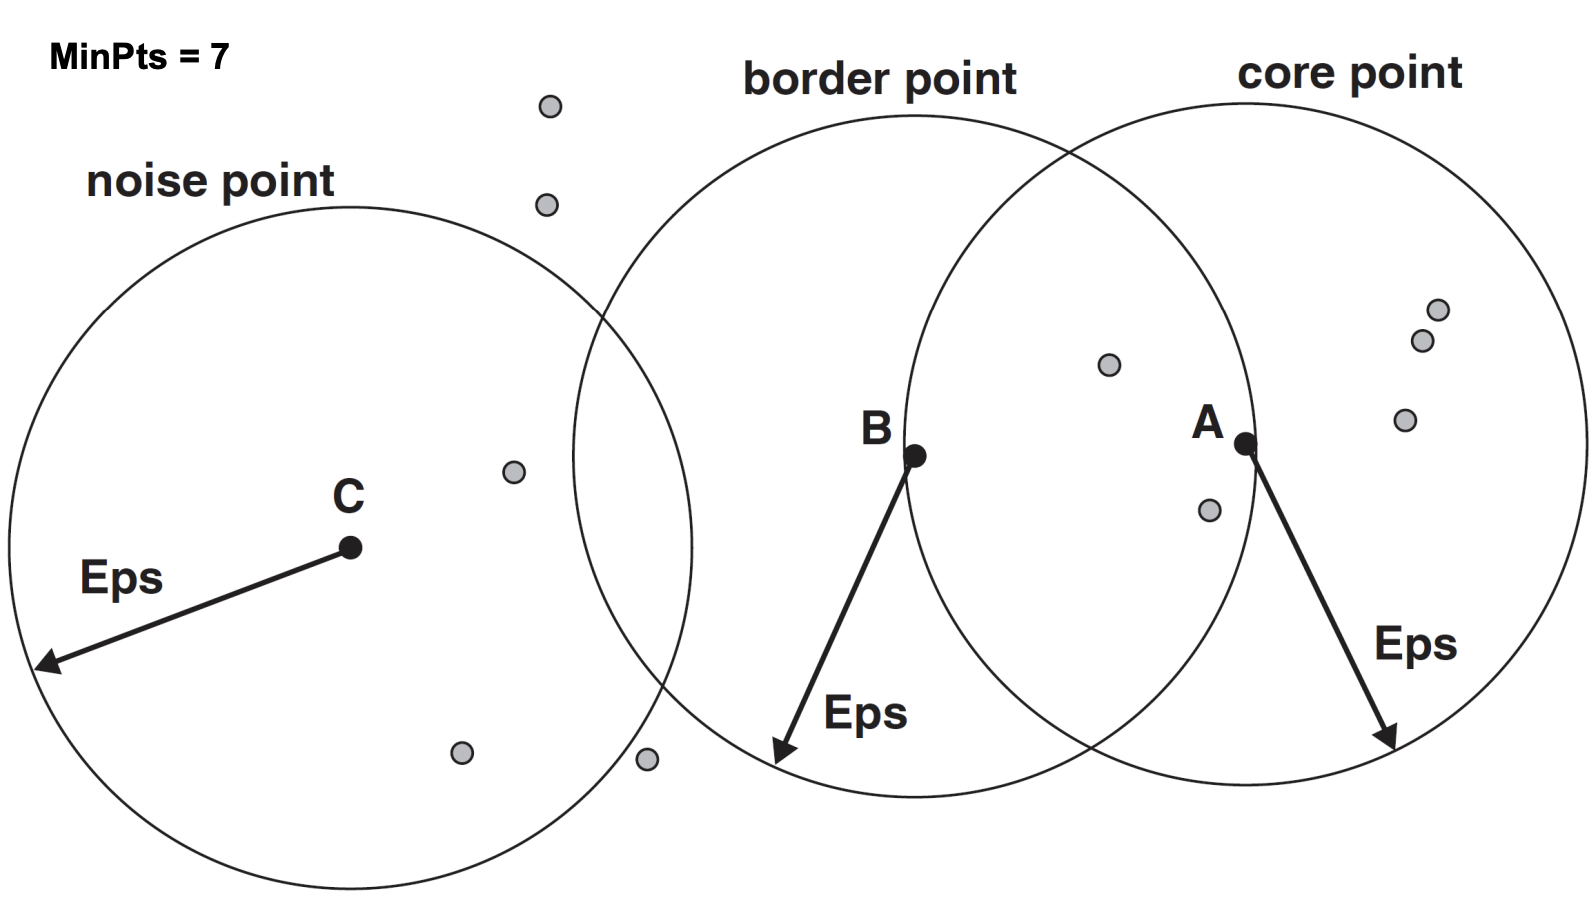 MinPts = 7
border point
core point
noise point
B
A
C
Eps
Eps
Eps